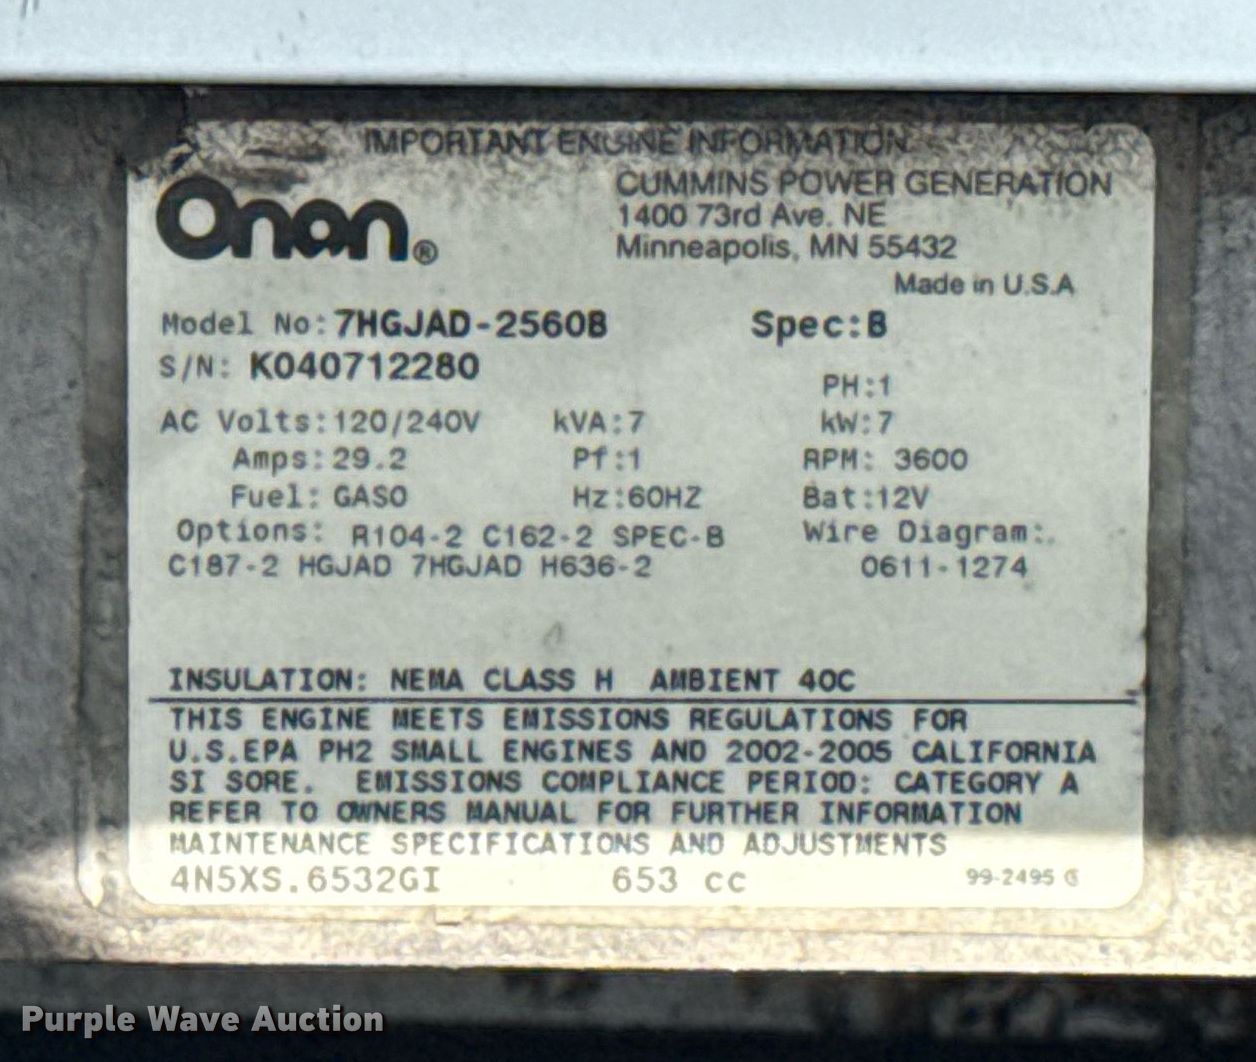 IMPORTANT ENGINE INFORMATION
Onan®
CUMMINS POWER GENERATION
1400 73rd Ave. NE
Minneapolis, MN 55432
Made in U.S.A
Model No: 7HGJAD-2560B Spec:B
S/N: K040712280
PH:1
AC Volts:120/240V kVA:7 kW:7
Amps:29.2 Pf:1 RPM: 3600
Fuel: GASO Hz:60HZ Bat:12V
Options: R104-2 C162-2 SPEC-B Wire Diagram:
C187-2 HGJAD 7HGJAD H636-2 0611-1274
INSULATION: NEMA CLASS H AMBIENT 40C
THIS ENGINE MEETS EMISSIONS REGULATIONS FOR
U.S.EPA PH2 SMALL ENGINES AND 2002-2005 CALIFORNIA
SI SORE. EMISSIONS COMPLIANCE PERIOD: CATEGORY A
REFER TO OWNERS MANUAL FOR FURTHER INFORMATION
MAINTENANCE SPECIFICATIONS AND ADJUSTMENTS
4N5XS.6532GI 653 cc 99-2495 G
Purple Wave Auction